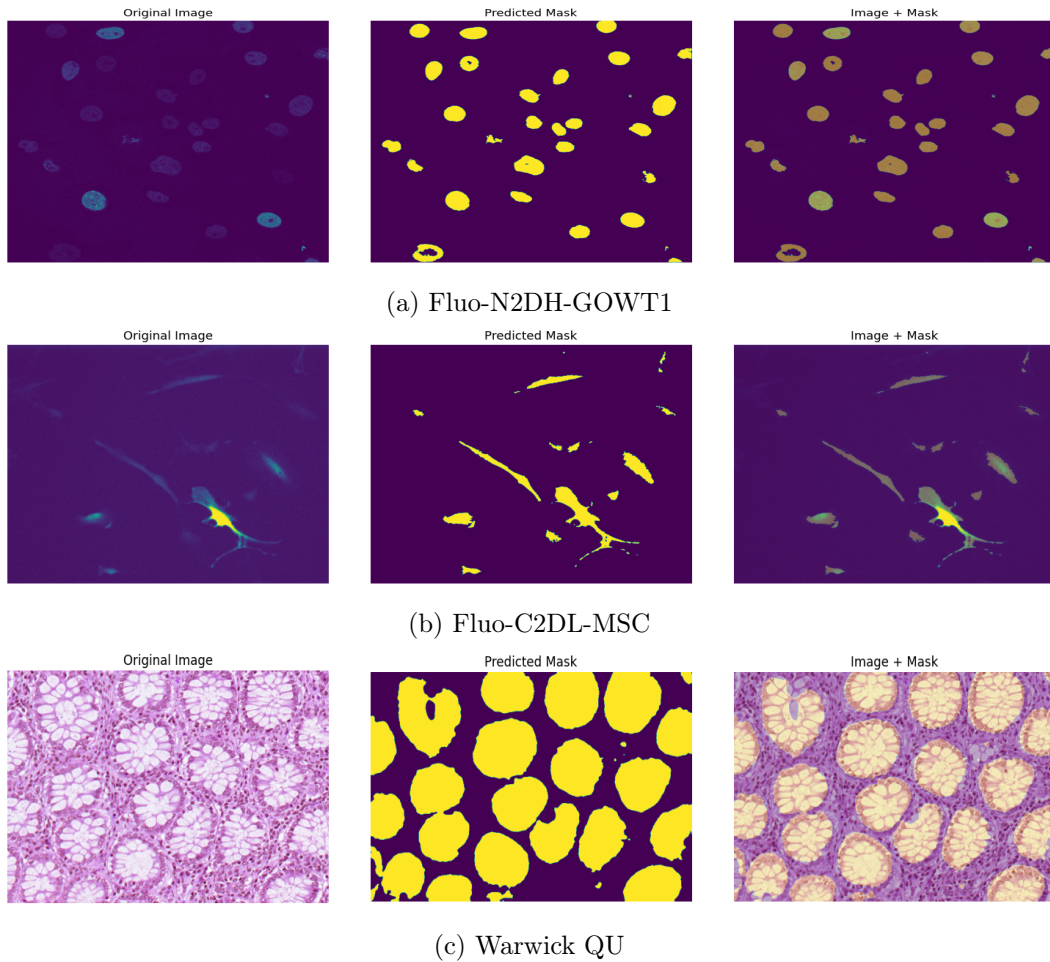 Original Image Predicted Mask Image + Mask
(a) Fluo-N2DH-GOWT1
Original Image Predicted Mask Image + Mask
(b) Fluo-C2DL-MSC
Original Image Predicted Mask Image + Mask
(c) Warwick QU